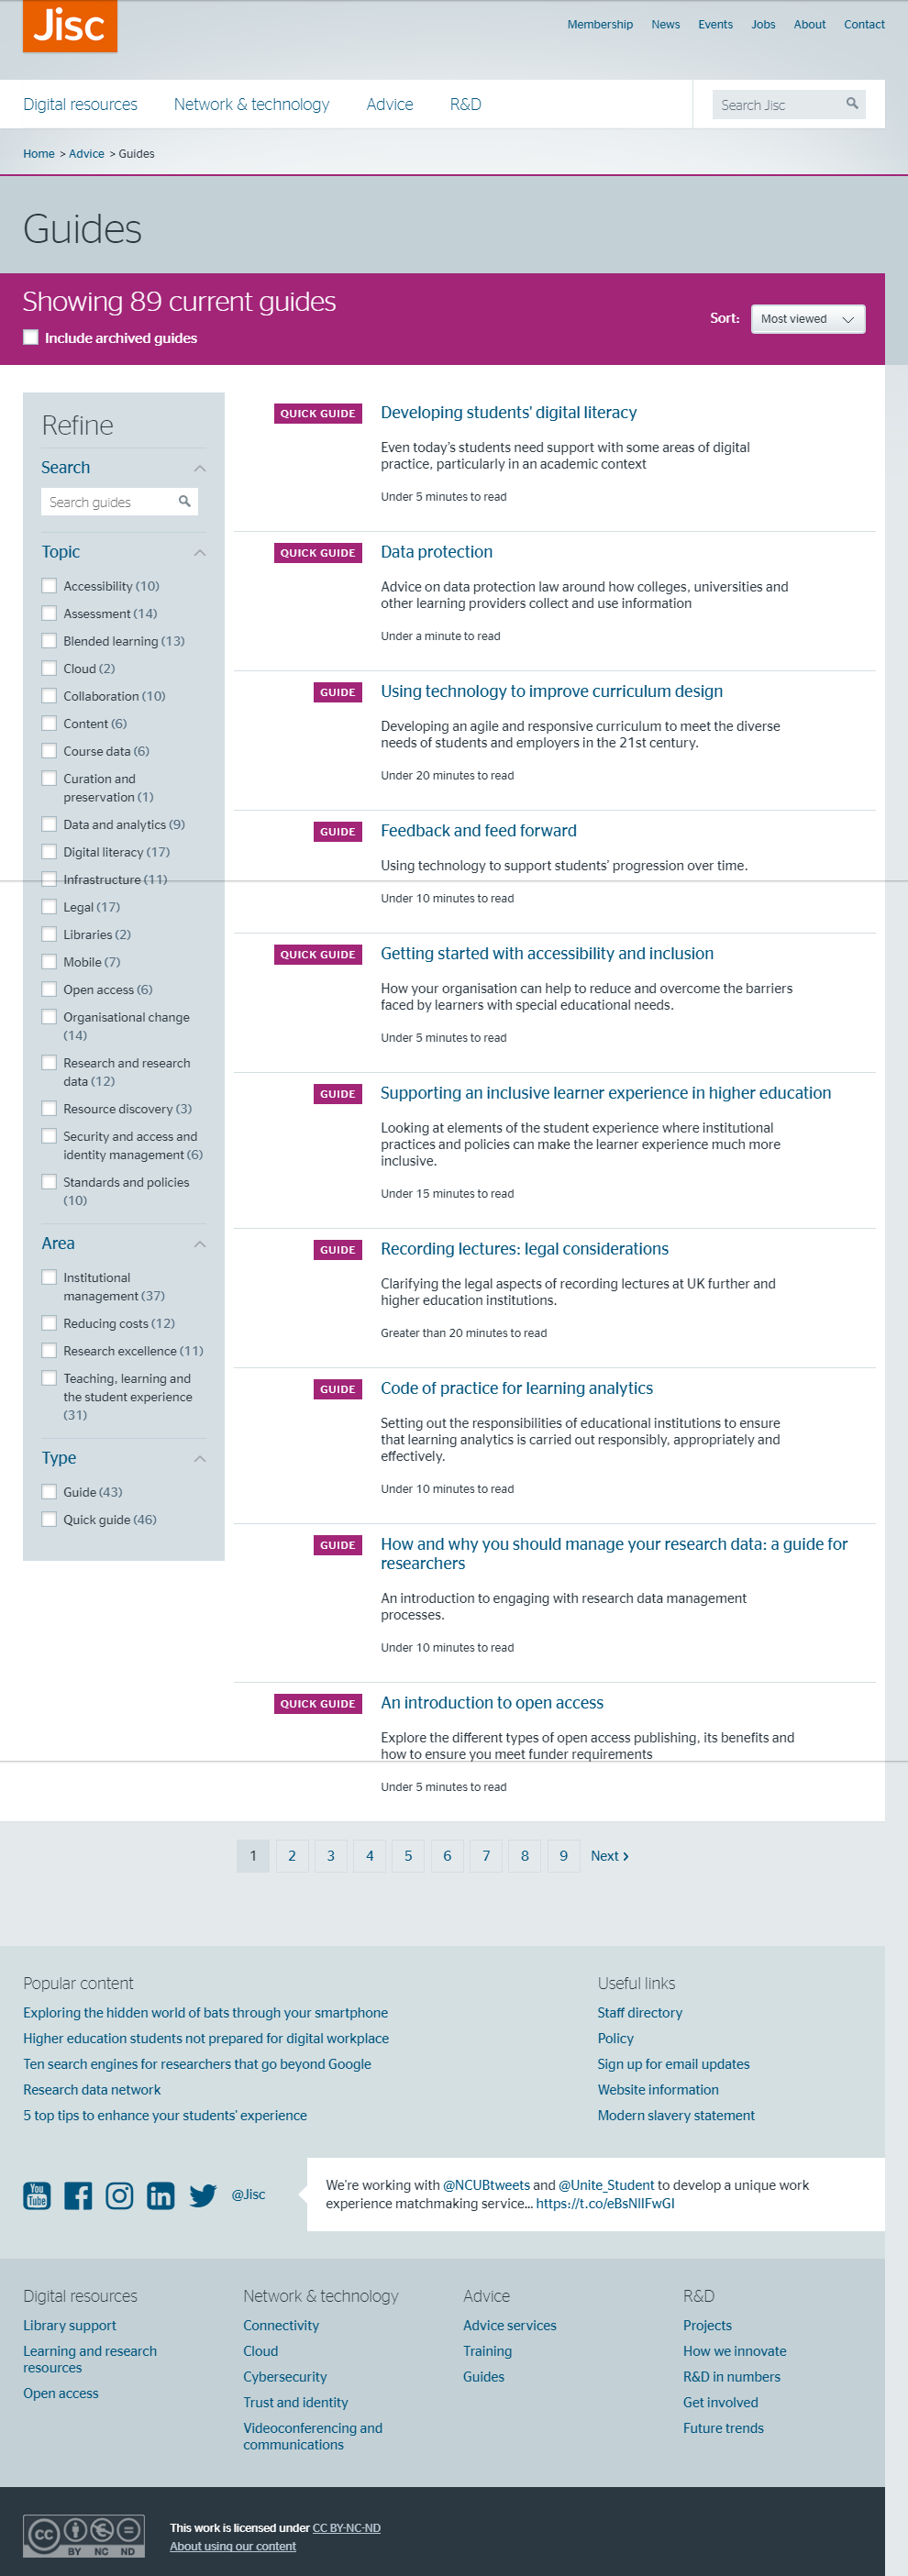 Jisc
Membership News Events Jobs About Contact
Digital resources Network & technology Advice R&D
Search Jisc
Home > Advice > Guides
Guides
Showing 89 current guides
Include archived guides
Sort: Most viewed
Refine
Search
Search guides
Topic
Accessibility (10)
Assessment (14)
Blended learning (13)
Cloud (2)
Collaboration (10)
Content (6)
Course data (6)
Curation and
preservation (1)
Data and analytics (9)
Digital literacy (17)
Infrastructure (11)
Legal (17)
Libraries (2)
Mobile (7)
Open access (6)
Organisational change
(14)
Research and research
data (12)
Resource discovery (3)
Security and access and
identity management (6)
Standards and policies
(10)
Area
Institutional
management (37)
Reducing costs (12)
Research excellence (11)
Teaching, learning and
the student experience
(31)
Type
Guide (43)
Quick guide (46)
QUICK GUIDE
Developing students' digital literacy
Even today's students need support with some areas of digital
practice, particularly in an academic context
Under 5 minutes to read
QUICK GUIDE
Data protection
Advice on data protection law around how colleges, universities and
other learning providers collect and use information
Under a minute to read
GUIDE
Using technology to improve curriculum design
Developing an agile and responsive curriculum to meet the diverse
needs of students and employers in the 21st century.
Under 20 minutes to read
GUIDE
Feedback and feed forward
Using technology to support students' progression over time.
Under 10 minutes to read
QUICK GUIDE
Getting started with accessibility and inclusion
How your organisation can help to reduce and overcome the barriers
faced by learners with special educational needs.
Under 5 minutes to read
GUIDE
Supporting an inclusive learner experience in higher education
Looking at elements of the student experience where institutional
practices and policies can make the learner experience much more
inclusive.
Under 15 minutes to read
GUIDE
Recording lectures: legal considerations
Clarifying the legal aspects of recording lectures at UK further and
higher education institutions.
Greater than 20 minutes to read
GUIDE
Code of practice for learning analytics
Setting out the responsibilities of educational institutions to ensure
that learning analytics is carried out responsibly, appropriately and
effectively.
Under 10 minutes to read
GUIDE
How and why you should manage your research data: a guide for
researchers
An introduction to engaging with research data management
processes.
Under 10 minutes to read
QUICK GUIDE
An introduction to open access
Explore the different types of open access publishing, its benefits and
how to ensure you meet funder requirements
Under 5 minutes to read
1 2 3 4 5 6 7 8 9 Next ›
Popular content
Exploring the hidden world of bats through your smartphone
Higher education students not prepared for digital workplace
Ten search engines for researchers that go beyond Google
Research data network
5 top tips to enhance your students' experience
Useful links
Staff directory
Policy
Sign up for email updates
Website information
Modern slavery statement
You
Tube
@Jisc
We're working with @NCUBtweets and @Unite_Student to develop a unique work
experience matchmaking service... https://t.co/eBsNlIFwGI
Digital resources
Library support
Learning and research
resources
Open access
Network & technology
Connectivity
Cloud
Cybersecurity
Trust and identity
Videoconferencing and
communications
Advice
Advice services
Training
Guides
R&D
Projects
How we innovate
R&D in numbers
Get involved
Future trends
cc BY NC ND
This work is licensed under CC BY-NC-ND
About using our content